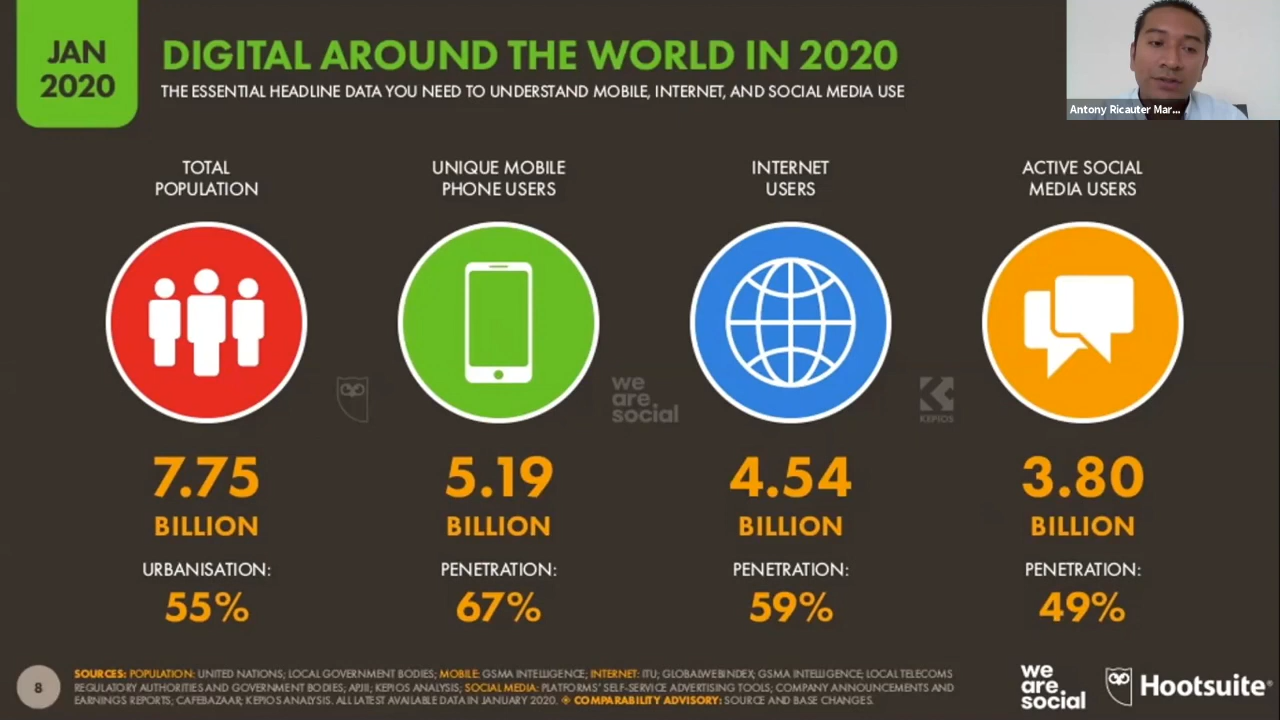 JAN
2020
DIGITAL AROUND THE WORLD IN 2020
THE ESSENTIAL HEADLINE DATA YOU NEED TO UNDERSTAND MOBILE, INTERNET, AND SOCIAL MEDIA USE
Antony Ricauter Mar...
TOTAL
POPULATION
UNIQUE MOBILE
PHONE USERS
INTERNET
USERS
ACTIVE SOCIAL
MEDIA USERS
we
are
social
KEPIOS
7.75
BILLION
URBANISATION:
55%
5.19
BILLION
PENETRATION:
67%
4.54
BILLION
PENETRATION:
59%
3.80
BILLION
PENETRATION:
49%
8
SOURCES: POPULATION: UNITED NATIONS; LOCAL GOVERNMENT BODIES; MOBILE: GSMA INTELLIGENCE; INTERNET: ITU; GLOBALWEBINDEX; GSMA INTELLIGENCE; LOCAL TELECOMS
REGULATORY AUTHORITIES AND GOVERNMENT BODIES; APJII; KEPIOS ANALYSIS; SOCIAL MEDIA: PLATFORMS' SELF-SERVICE ADVERTISING TOOLS; COMPANY ANNOUNCEMENTS AND
EARNINGS REPORTS; CAFEBAZAAR; KEPIOS ANALYSIS. ALL LATEST AVAILABLE DATA IN JANUARY 2020. COMPARABILITY ADVISORY: SOURCE AND BASE CHANGES.
we
are
social
Hootsuite®